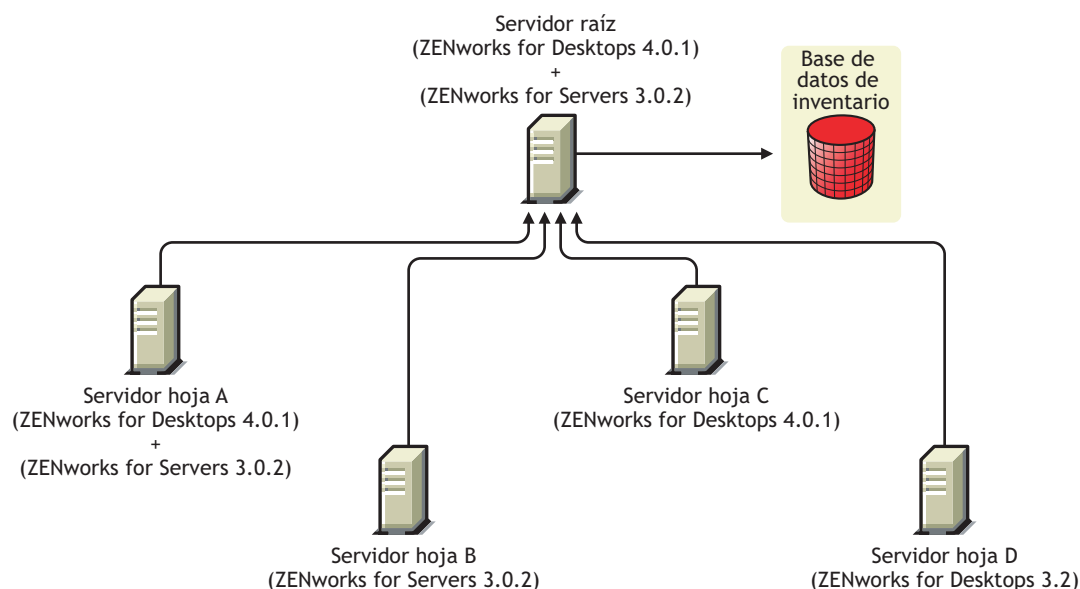 Servidor raíz
(ZENworks for Desktops 4.0.1)
+
(ZENworks for Servers 3.0.2)
Base de
datos de
inventario
Servidor hoja A
(ZENworks for Desktops 4.0.1)
+
(ZENworks for Servers 3.0.2)
Servidor hoja C
(ZENworks for Desktops 4.0.1)
Servidor hoja B
(ZENworks for Servers 3.0.2)
Servidor hoja D
(ZENworks for Desktops 3.2)